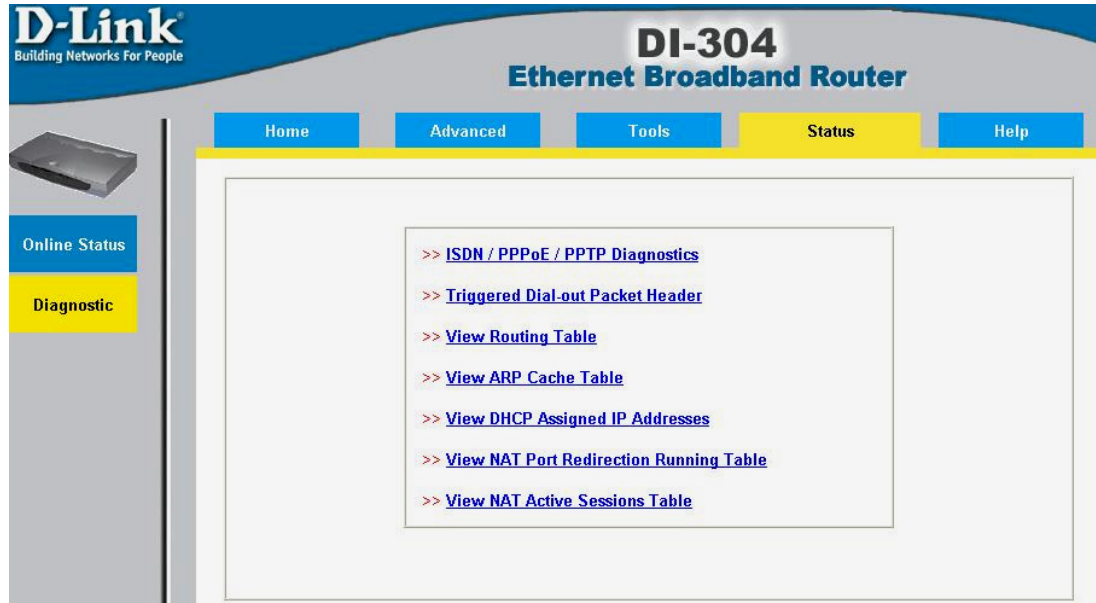 D-Link
Building Networks For People
DI-304
Ethernet Broadband Router
Home
Advanced
Tools
Status
Help
Online Status
Diagnostic
>> ISDN / PPPoE / PPTP Diagnostics
>> Triggered Dial-out Packet Header
>> View Routing Table
>> View ARP Cache Table
>> View DHCP Assigned IP Addresses
>> View NAT Port Redirection Running Table
>> View NAT Active Sessions Table